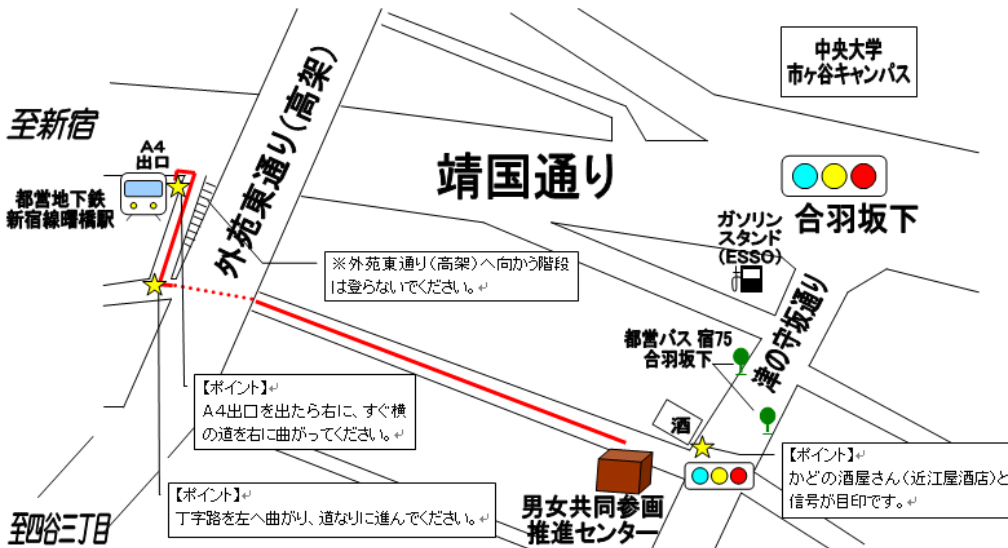 中央大学
市ヶ谷キャンパス
至新宿
A4
出口
都営地下鉄
新宿線曙橋駅
外苑東通り(高架)
靖国通り
合羽坂下
ガソリン
スタンド
(ESSO)
※外苑東通り(高架)へ向かう階段
は登らないでください。
都営バス 宿75
合羽坂下
津の守坂通り
【ポイント】
A4出口を出たら右に、すぐ横
の道を右に曲がってください。
酒
【ポイント】
かどの酒屋さん(近江屋酒店)と
信号が目印です。
【ポイント】
丁字路を左へ曲がり、道なりに進んでください。
男女共同参画
推進センター
至四谷三丁目